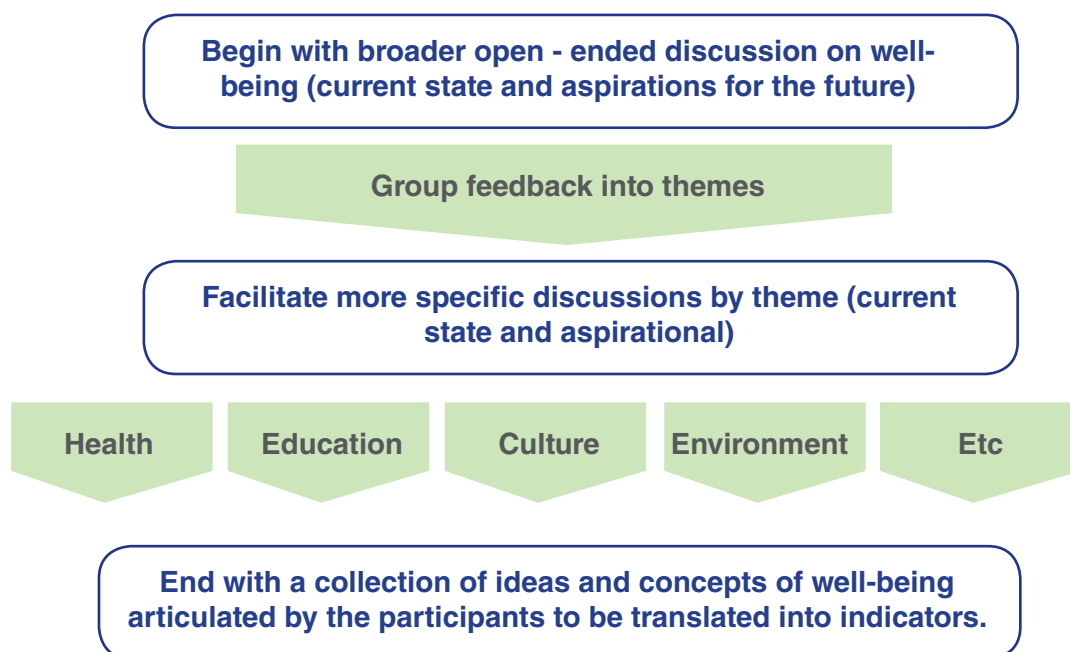 Begin with broader open - ended discussion on well-
being (current state and aspirations for the future)
Group feedback into themes
Facilitate more specific discussions by theme (current
state and aspirational)
Health
Education
Culture
Environment
Etc
End with a collection of ideas and concepts of well-being
articulated by the participants to be translated into indicators.